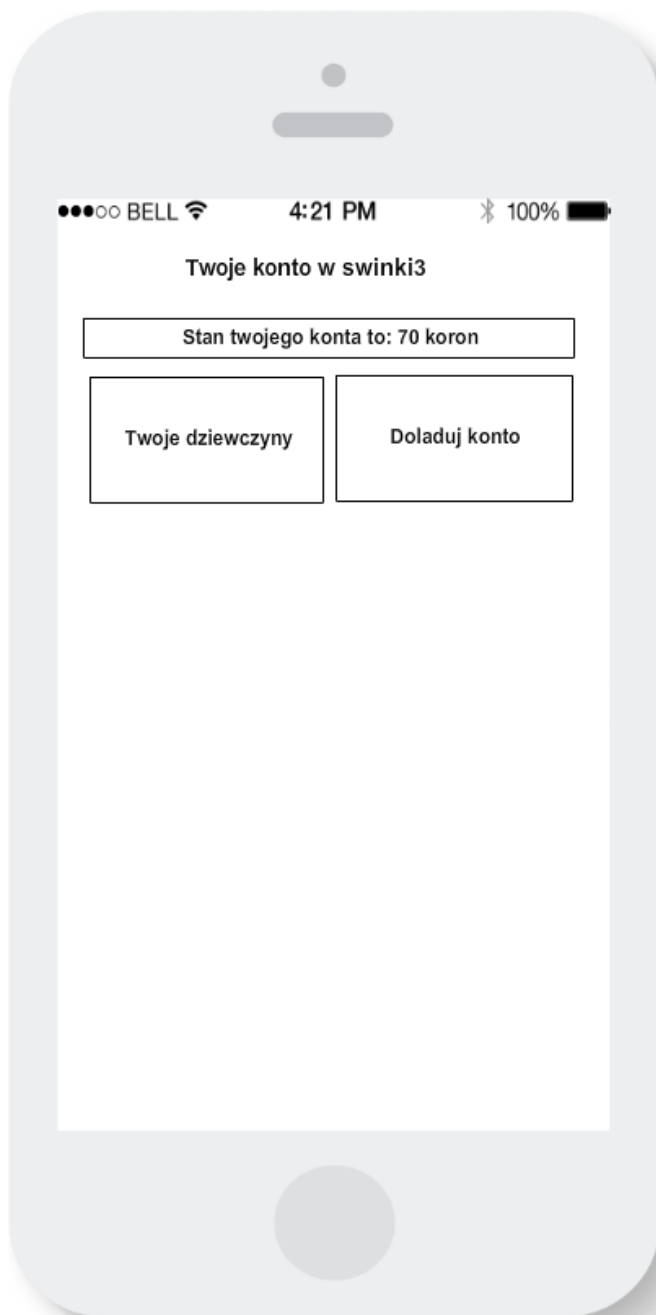 BELL 4:21 PM 100%
Twoje konto w swinki3
Stan twojego konta to: 70 koron
Twoje dziewczyny Doladuj konto